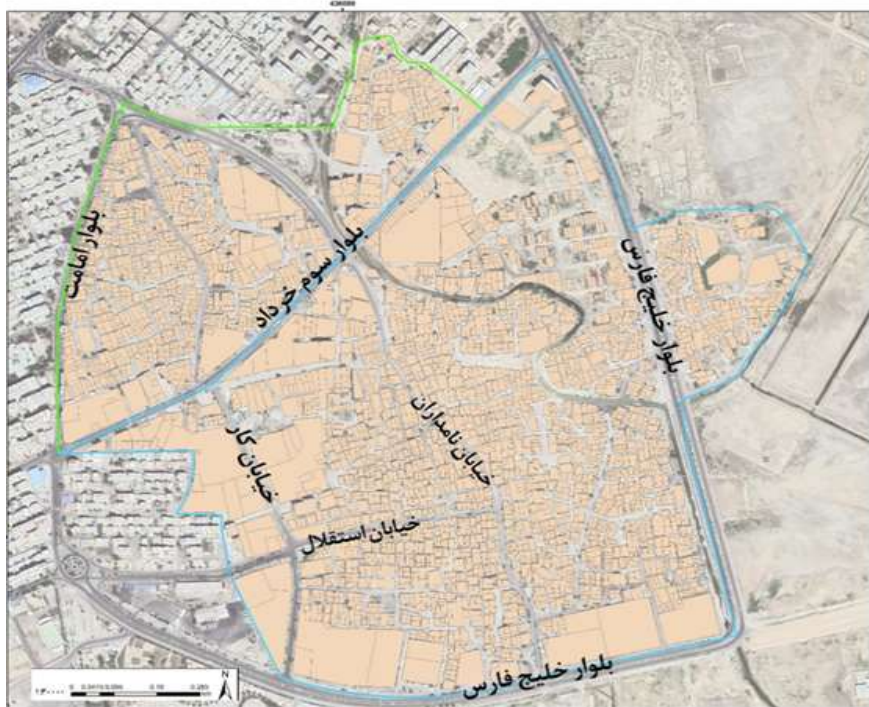 بلوار امامت
بلوار سوم خرداد
بلوار خلیج فارس
خیابان نامداران
خیابان کار
خیابان استقلال
بلوار خلیج فارس
N